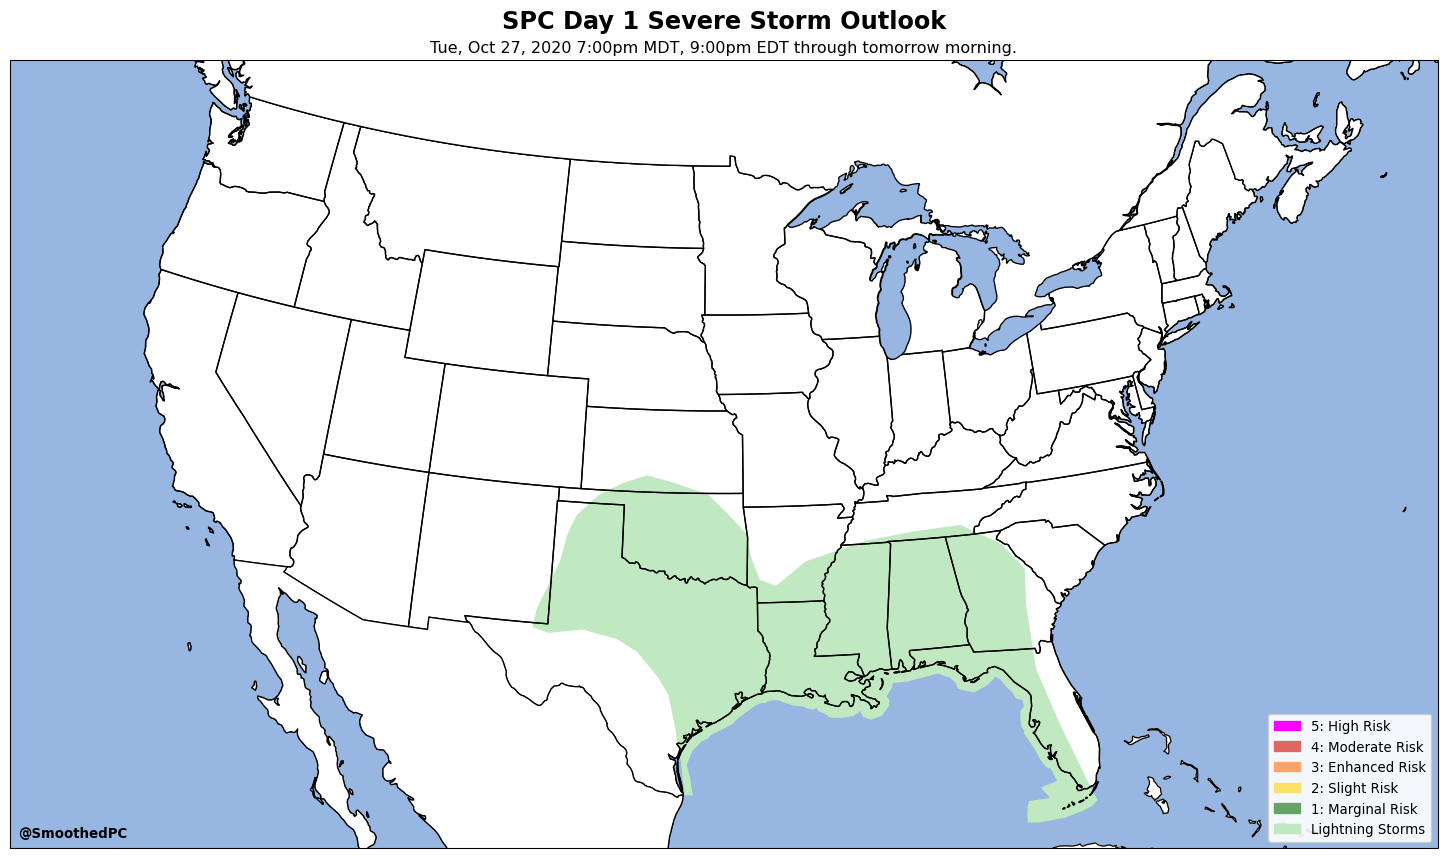 SPC Day 1 Severe Storm Outlook
Tue, Oct 27, 2020 7:00pm MDT, 9:00pm EDT through tomorrow morning.
5: High Risk
4: Moderate Risk
3: Enhanced Risk
2: Slight Risk
1: Marginal Risk
Lightning Storms
@SmoothedPC